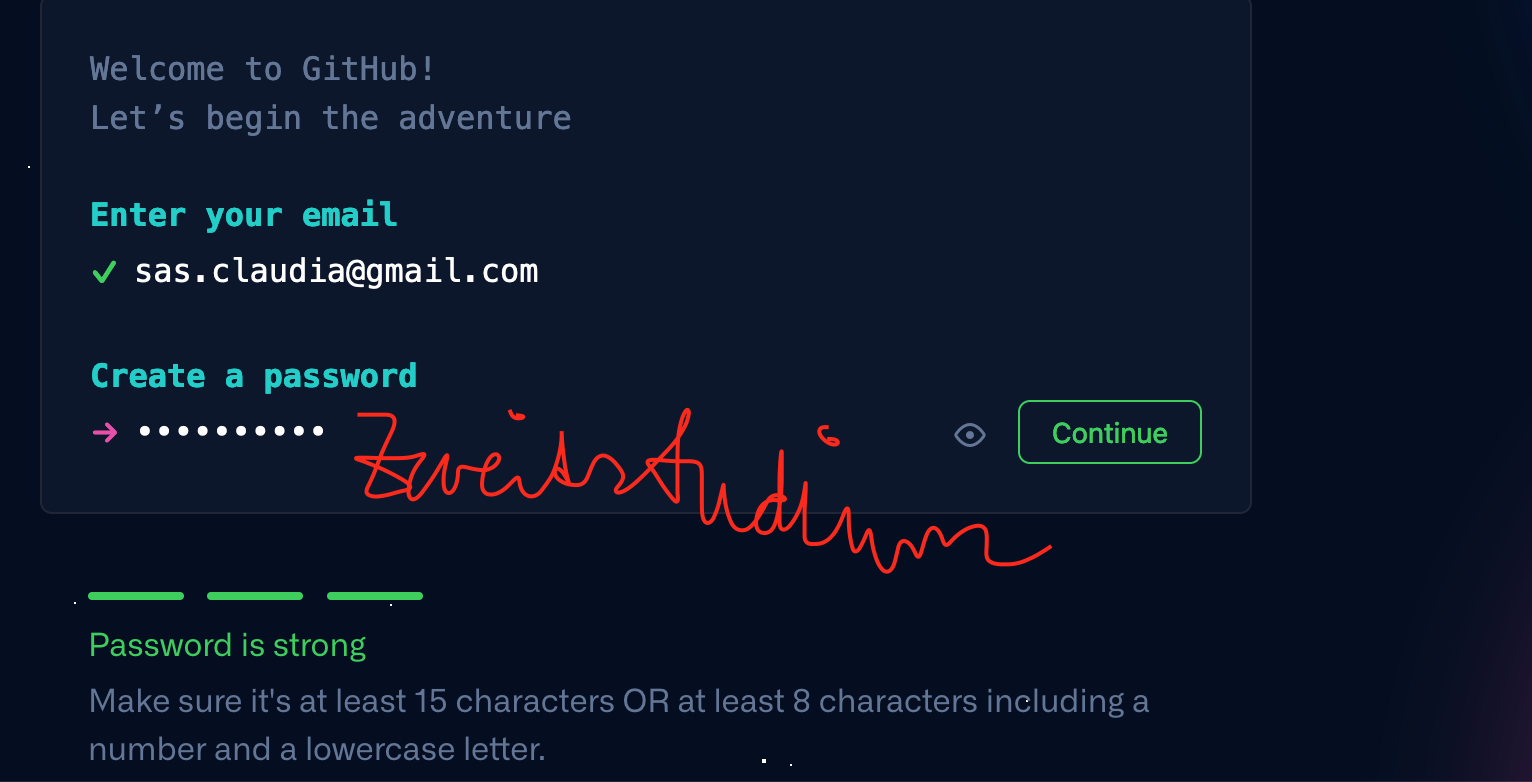 Welcome to GitHub!
Let’s begin the adventure
Enter your email
✓ sas.claudia@gmail.com
Create a password
→ ••••••••••
Zweitstudium
Continue
Password is strong
Make sure it's at least 15 characters OR at least 8 characters including a
number and a lowercase letter.